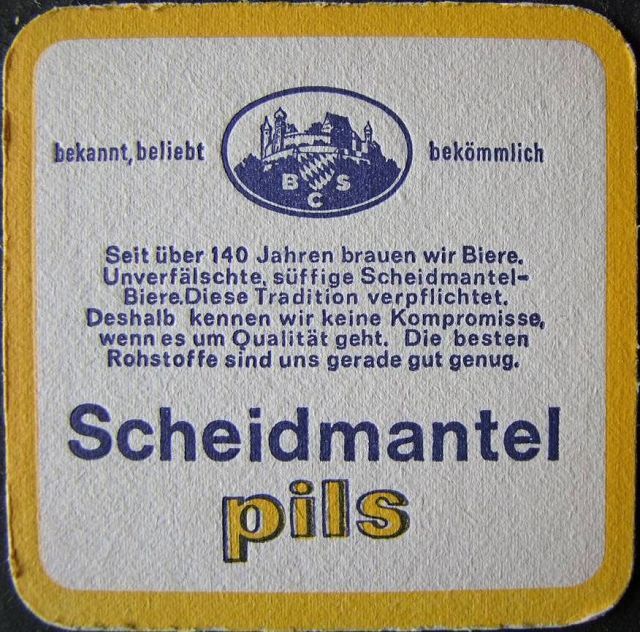 bekannt, beliebt
bekömmlich
B S
C
Seit über 140 Jahren brauen wir Biere.
Unverfälschte, süffige Scheidmantel-
Biere.Diese Tradition verpflichtet.
Deshalb kennen wir keine Kompromisse,
wenn es um Qualität geht. Die besten
Rohstoffe sind uns gerade gut genug.
Scheidmantel
pils